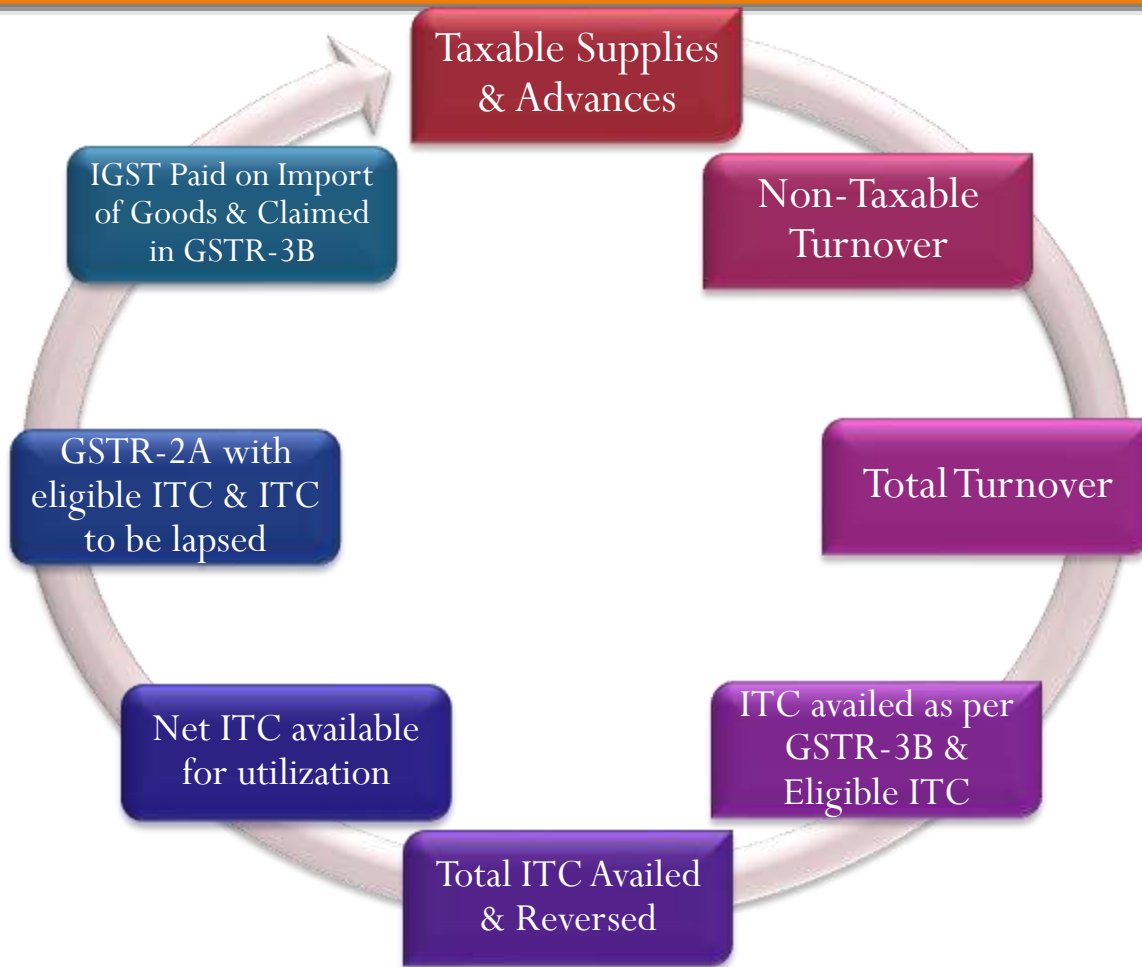 Taxable Supplies
& Advances
Non-Taxable
Turnover
Total Turnover
ITC availed as per
GSTR-3B &
Eligible ITC
Total ITC Availed
& Reversed
Net ITC available
for utilization
GSTR-2A with
eligible ITC & ITC
to be lapsed
IGST Paid on Import
of Goods & Claimed
in GSTR-3B